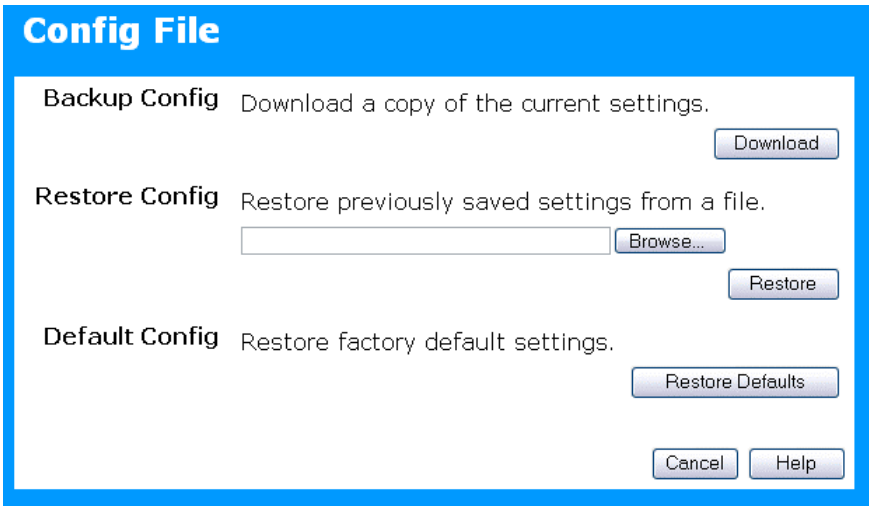 Config File
Backup Config Download a copy of the current settings.
Download
Restore Config Restore previously saved settings from a file.
Browse...
Restore
Default Config Restore factory default settings.
Restore Defaults
Cancel Help